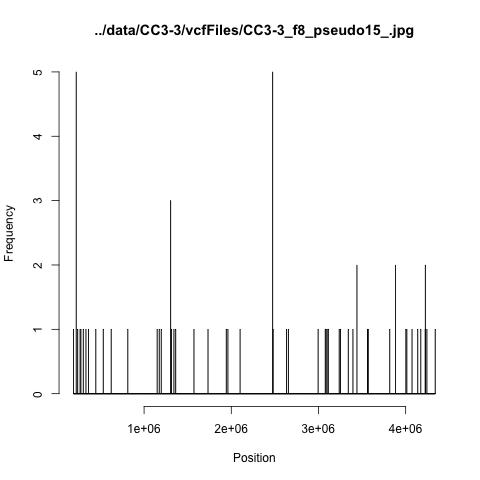 ../data/CC3-3/vcfFiles/CC3-3_f8_pseudo15_.jpg
5
4
3
2
1
0
Frequency
1e+06 2e+06 3e+06 4e+06
Position